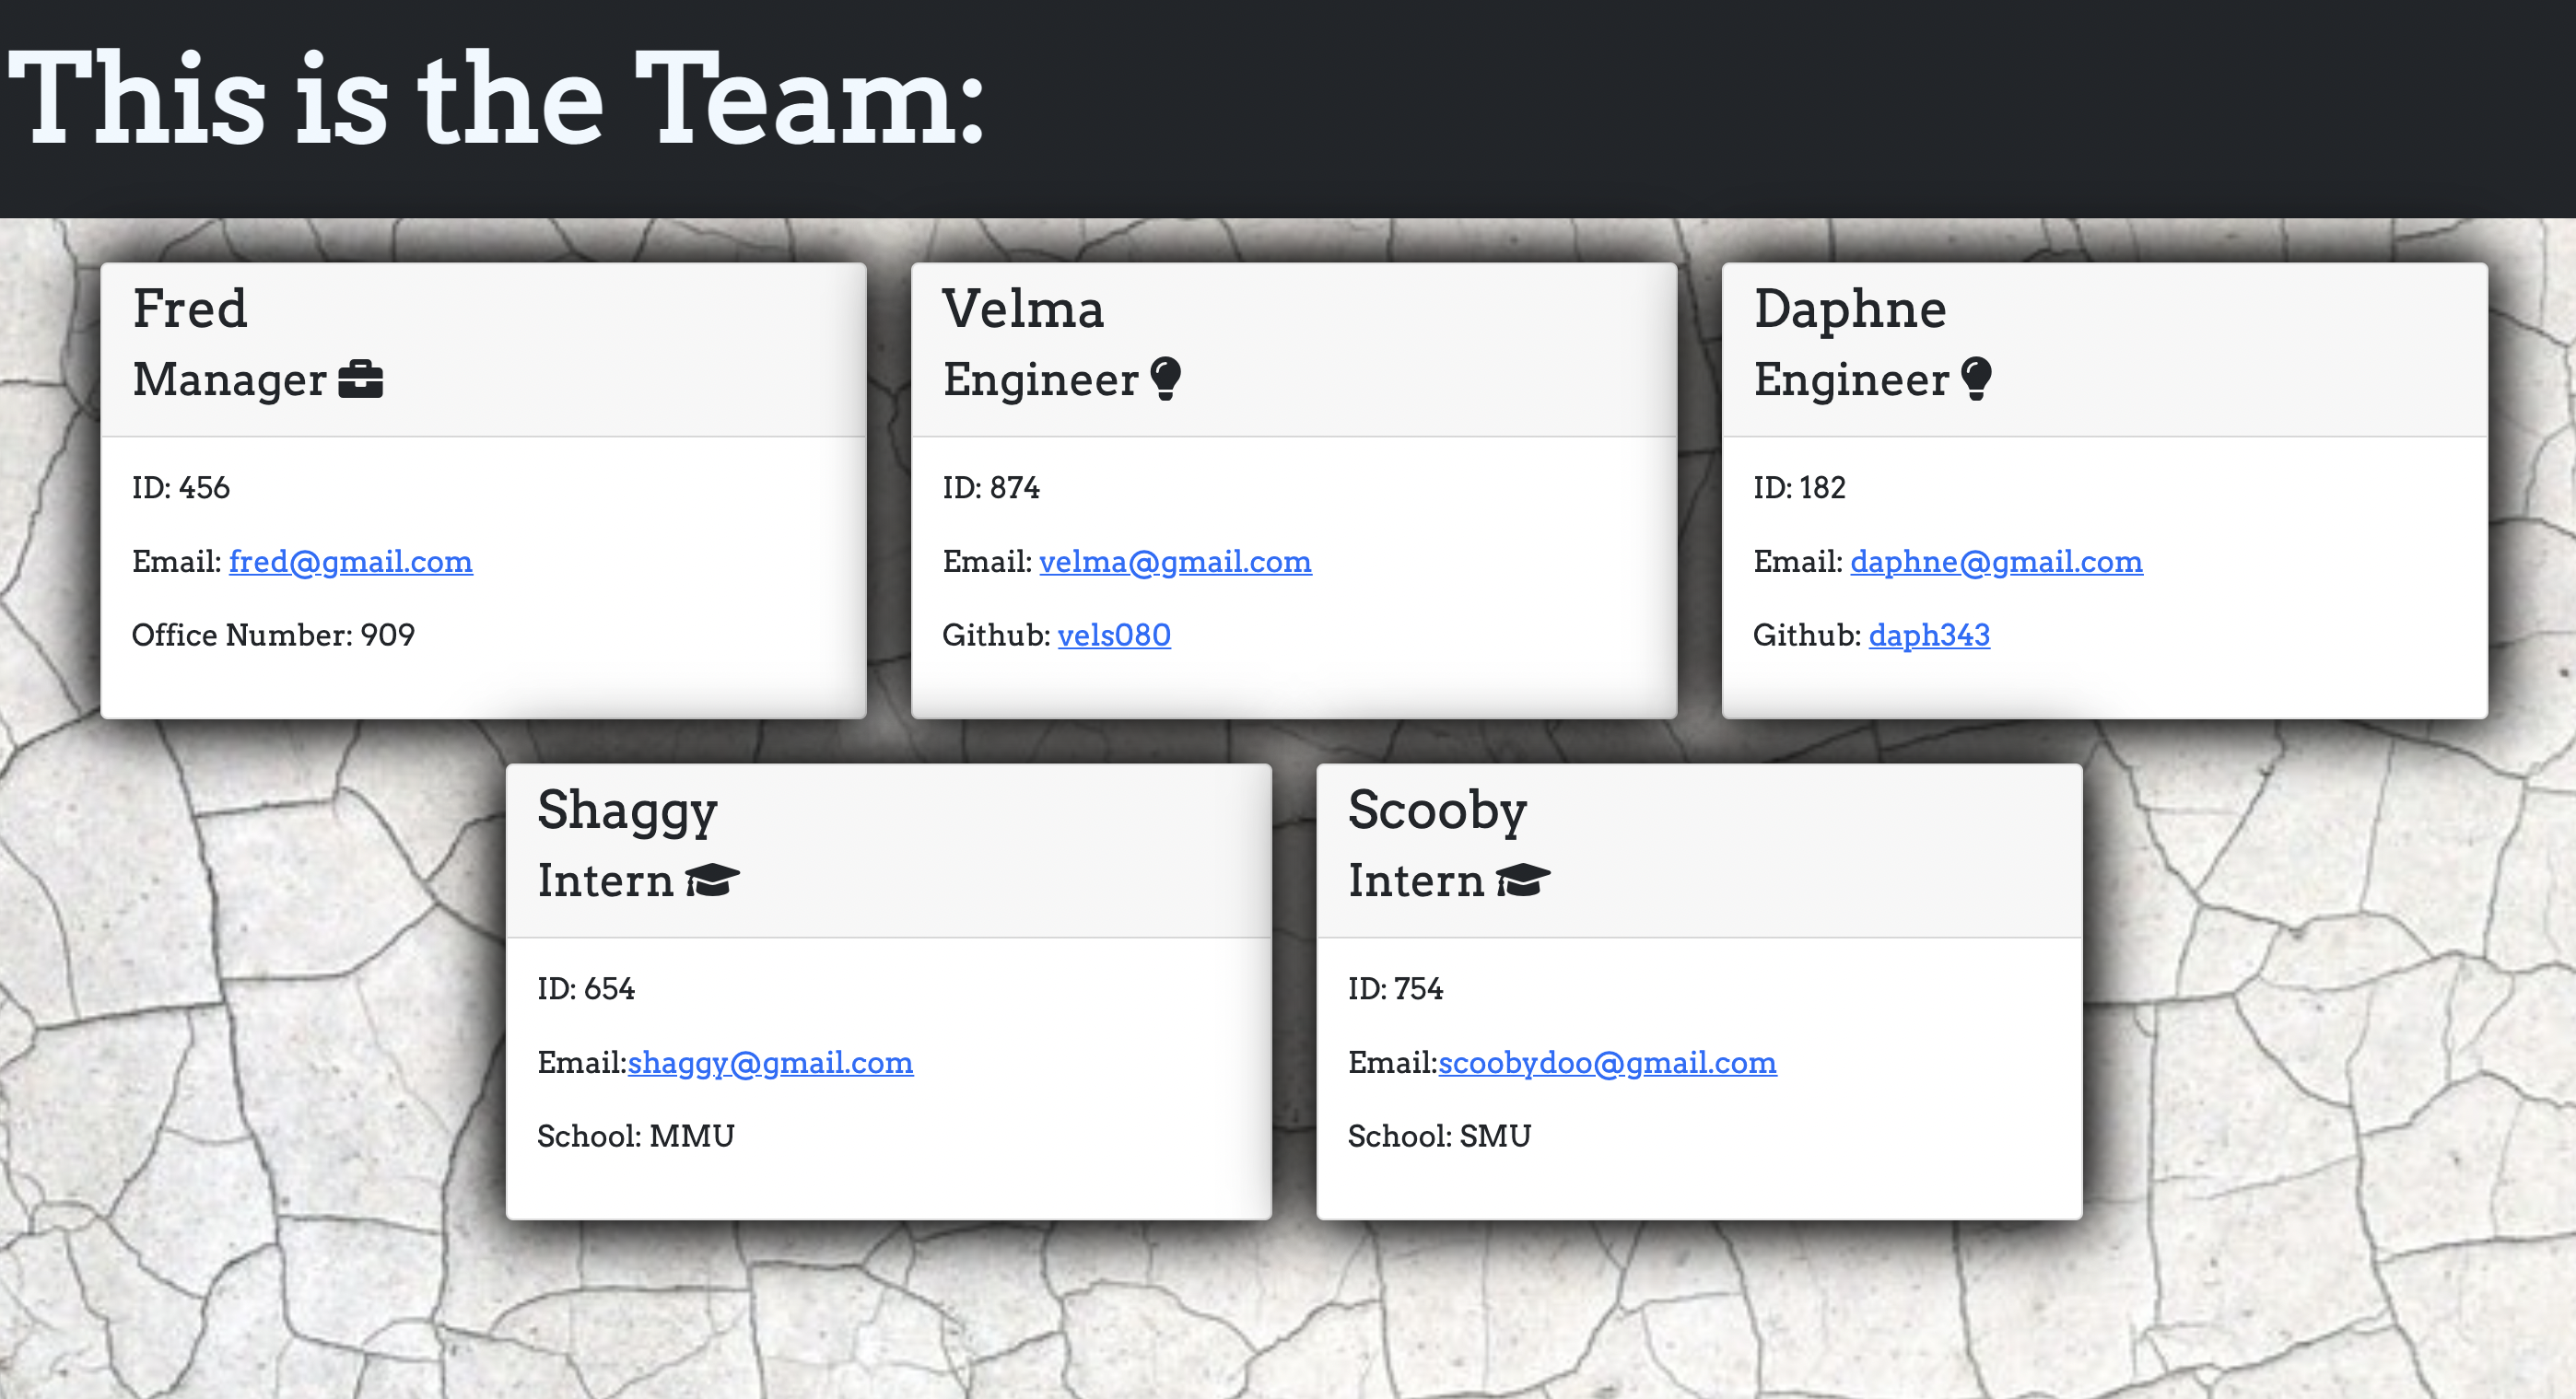 This is the Team:
Fred
Manager
ID: 456
Email: fred@gmail.com
Office Number: 909
Velma
Engineer
ID: 874
Email: velma@gmail.com
Github: vels080
Daphne
Engineer
ID: 182
Email: daphne@gmail.com
Github: daph343
Shaggy
Intern
ID: 654
Email:shaggy@gmail.com
School: MMU
Scooby
Intern
ID: 754
Email:scoobydoo@gmail.com
School: SMU